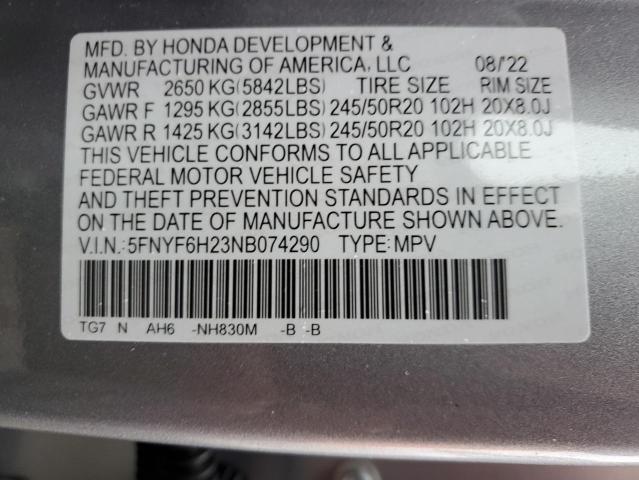 MFD. BY HONDA DEVELOPMENT &
MANUFACTURING OF AMERICA, LLC 08/'22
GVWR 2650 KG(5842LBS) TIRE SIZE RIM SIZE
GAWR F 1295 KG(2855LBS) 245/50R20 102H 20X8.0J
GAWR R 1425 KG(3142LBS) 245/50R20 102H 20X8.0J
THIS VEHICLE CONFORMS TO ALL APPLICABLE
FEDERAL MOTOR VEHICLE SAFETY
AND THEFT PREVENTION STANDARDS IN EFFECT
ON THE DATE OF MANUFACTURE SHOWN ABOVE.
V.I.N.:5FNYF6H23NB074290 TYPE:MPV
TG7 N AH6 -NH830M -B -B